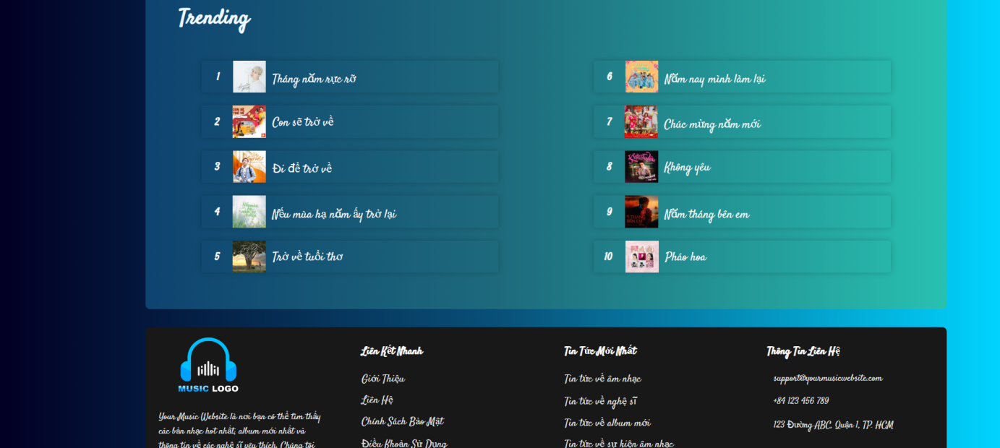 Trending
1 Tháng năm rực rỡ
2 Con sẽ trở về
3 Đi để trở về
4 Nếu mùa hạ năm ấy trở lại
5 Trở về tuổi thơ
6 Năm nay mình làm lại
7 Chúc mừng năm mới
8 Không yêu
9 Năm tháng bên em
10 Pháo hoa
MUSIC LOGO
Your Music Website là nơi bạn có thể tìm thấy
các bản nhạc hot nhất, album mới nhất và
thông tin về các nghệ sĩ yêu thích. Chúng tôi
Liên Kết Nhanh
Giới Thiệu
Liên Hệ
Chính Sách Bảo Mật
Điều Khoản Sử Dụng
Tin Tức Mới Nhất
Tin tức về âm nhạc
Tin tức về nghệ sĩ
Tin tức về album mới
Tin tức về sự kiện âm nhạc
Thông Tin Liên Hệ
support@yourmusicwebsite.com
+84 123 456 789
123 Đường ABC, Quận 1, TP. HCM